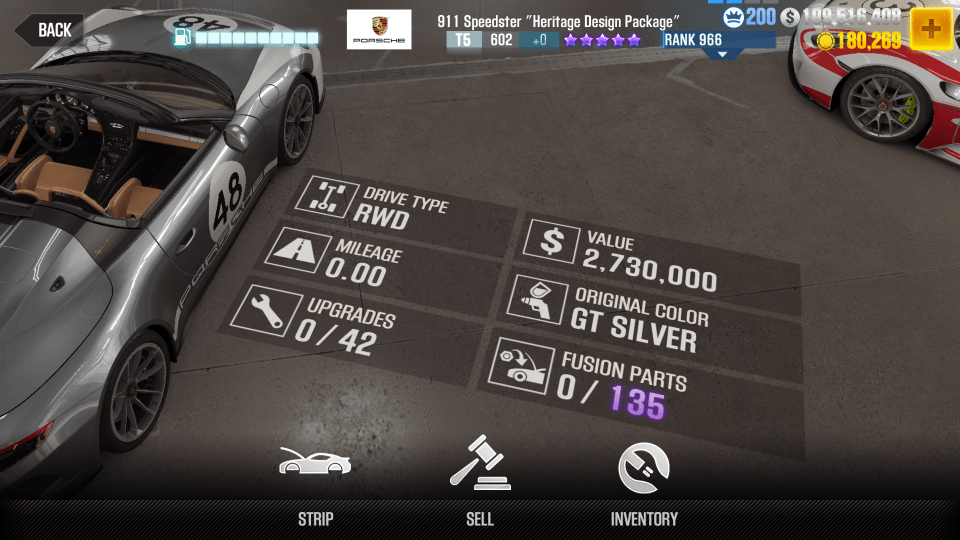 BACK
48
PORSCHE
911 Speedster "Heritage Design Package"
T5 602 +0
RANK 966
200
180,269
48
DRIVE TYPE
RWD
MILEAGE
0.00
UPGRADES
0/42
VALUE
2,730,000
ORIGINAL COLOR
GT SILVER
FUSION PARTS
0/ 135
STRIP
SELL
INVENTORY